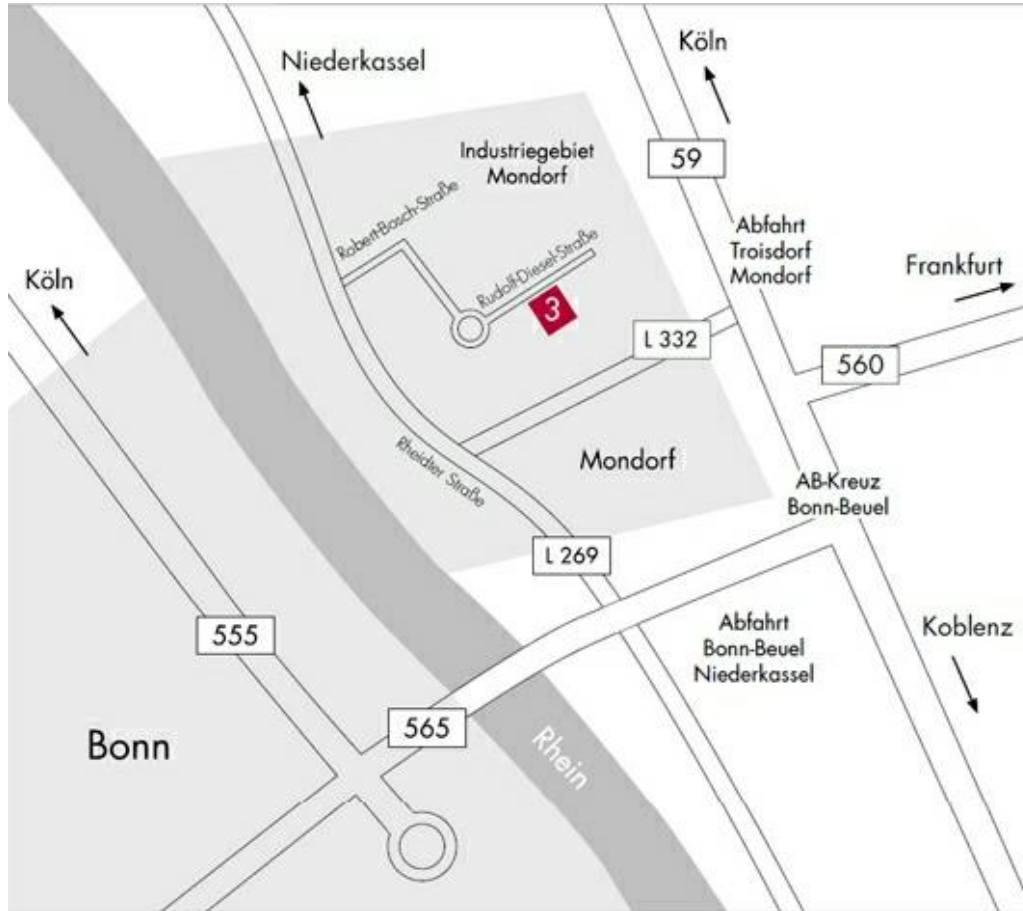 Köln
Niederkassel
59
Industriegebiet
Mondorf
Robert-Bosch-Straße
Rudolf-Diesel-Straße
3
Abfahrt
Troisdorf
Mondorf
Frankfurt
Köln
L 332
560
Rheidter Straße
Mondorf
AB-Kreuz
Bonn-Beuel
L 269
555
Abfahrt
Bonn-Beuel
Niederkassel
Koblenz
565
Bonn
Rhein